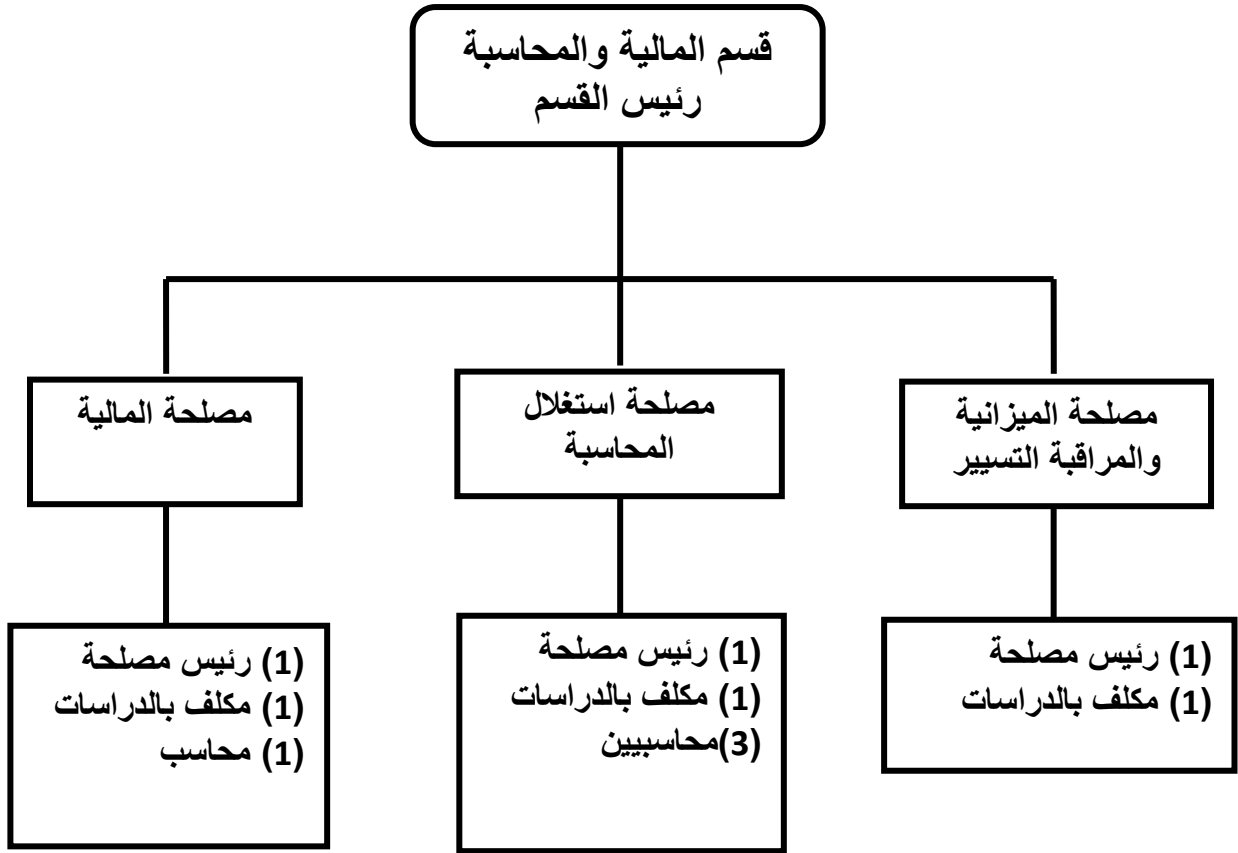 قسم المالية والمحاسبة
رئيس القسم
مصلحة الميزانية
والمراقبة التسيير
مصلحة استغلال
المحاسبة
مصلحة المالية
(1) رئيس مصلحة
(1) مكلف بالدراسات
(1) رئيس مصلحة
(1) مكلف بالدراسات
(3)محاسبيين
(1) رئيس مصلحة
(1) مكلف بالدراسات
(1) محاسب